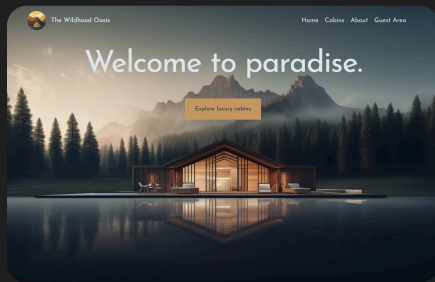 The Wildhood Oasis
Home Cabins About Guest Area
Welcome to paradise.
Explore luxury cabins